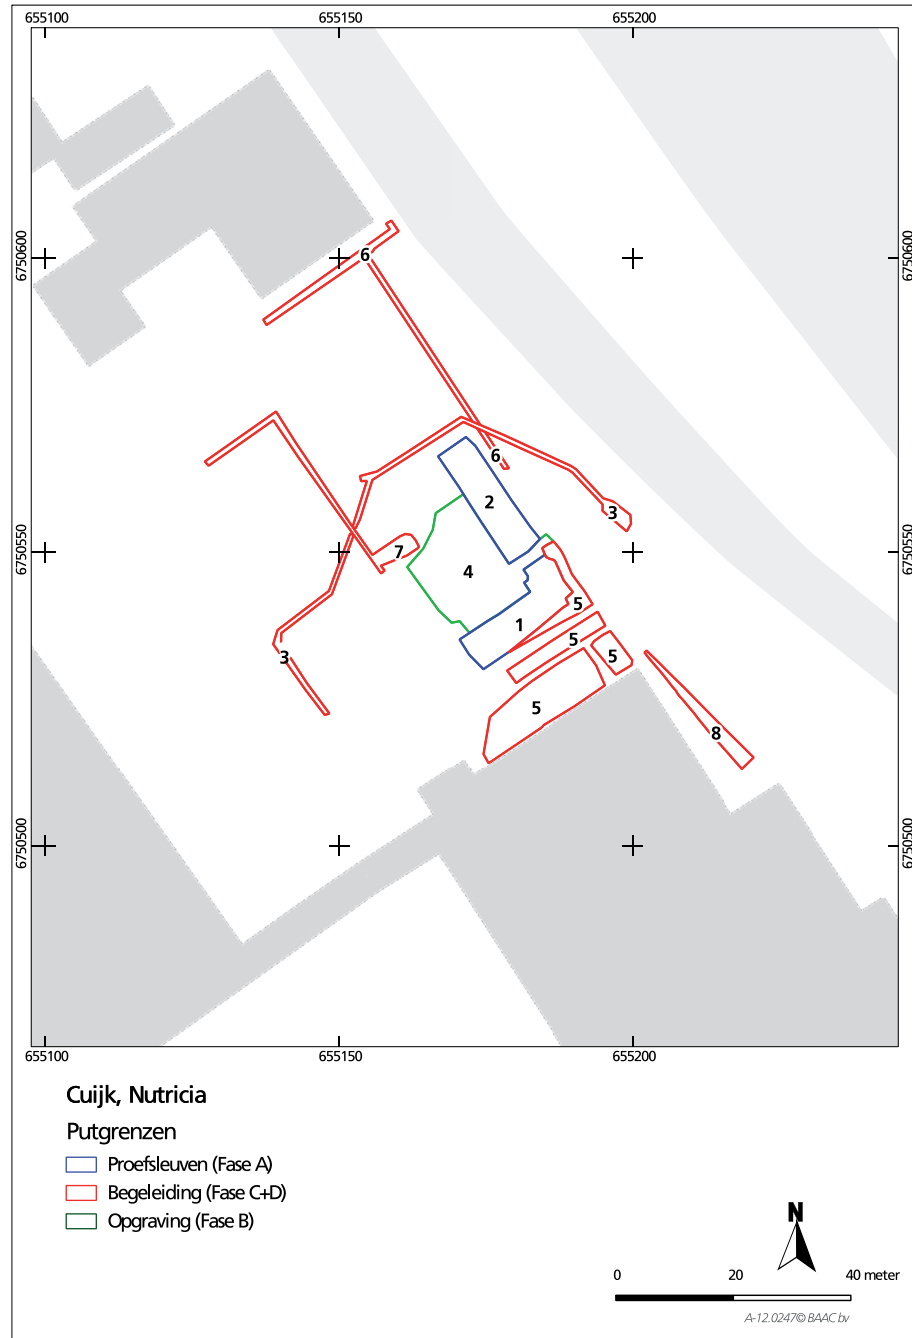 655100 655150 655200
6750600 6750600
6
6
2
3
7
4
5
1
5
5
3
5
8
6750550 6750550
6750500 6750500
655100 655150 655200
Cuijk, Nutricia
Putgrenzen
Proefsleuven (Fase A)
Begeleiding (Fase C+D)
Opgraving (Fase B)
N
0 20 40 meter
A-12.0247© BAAC bv